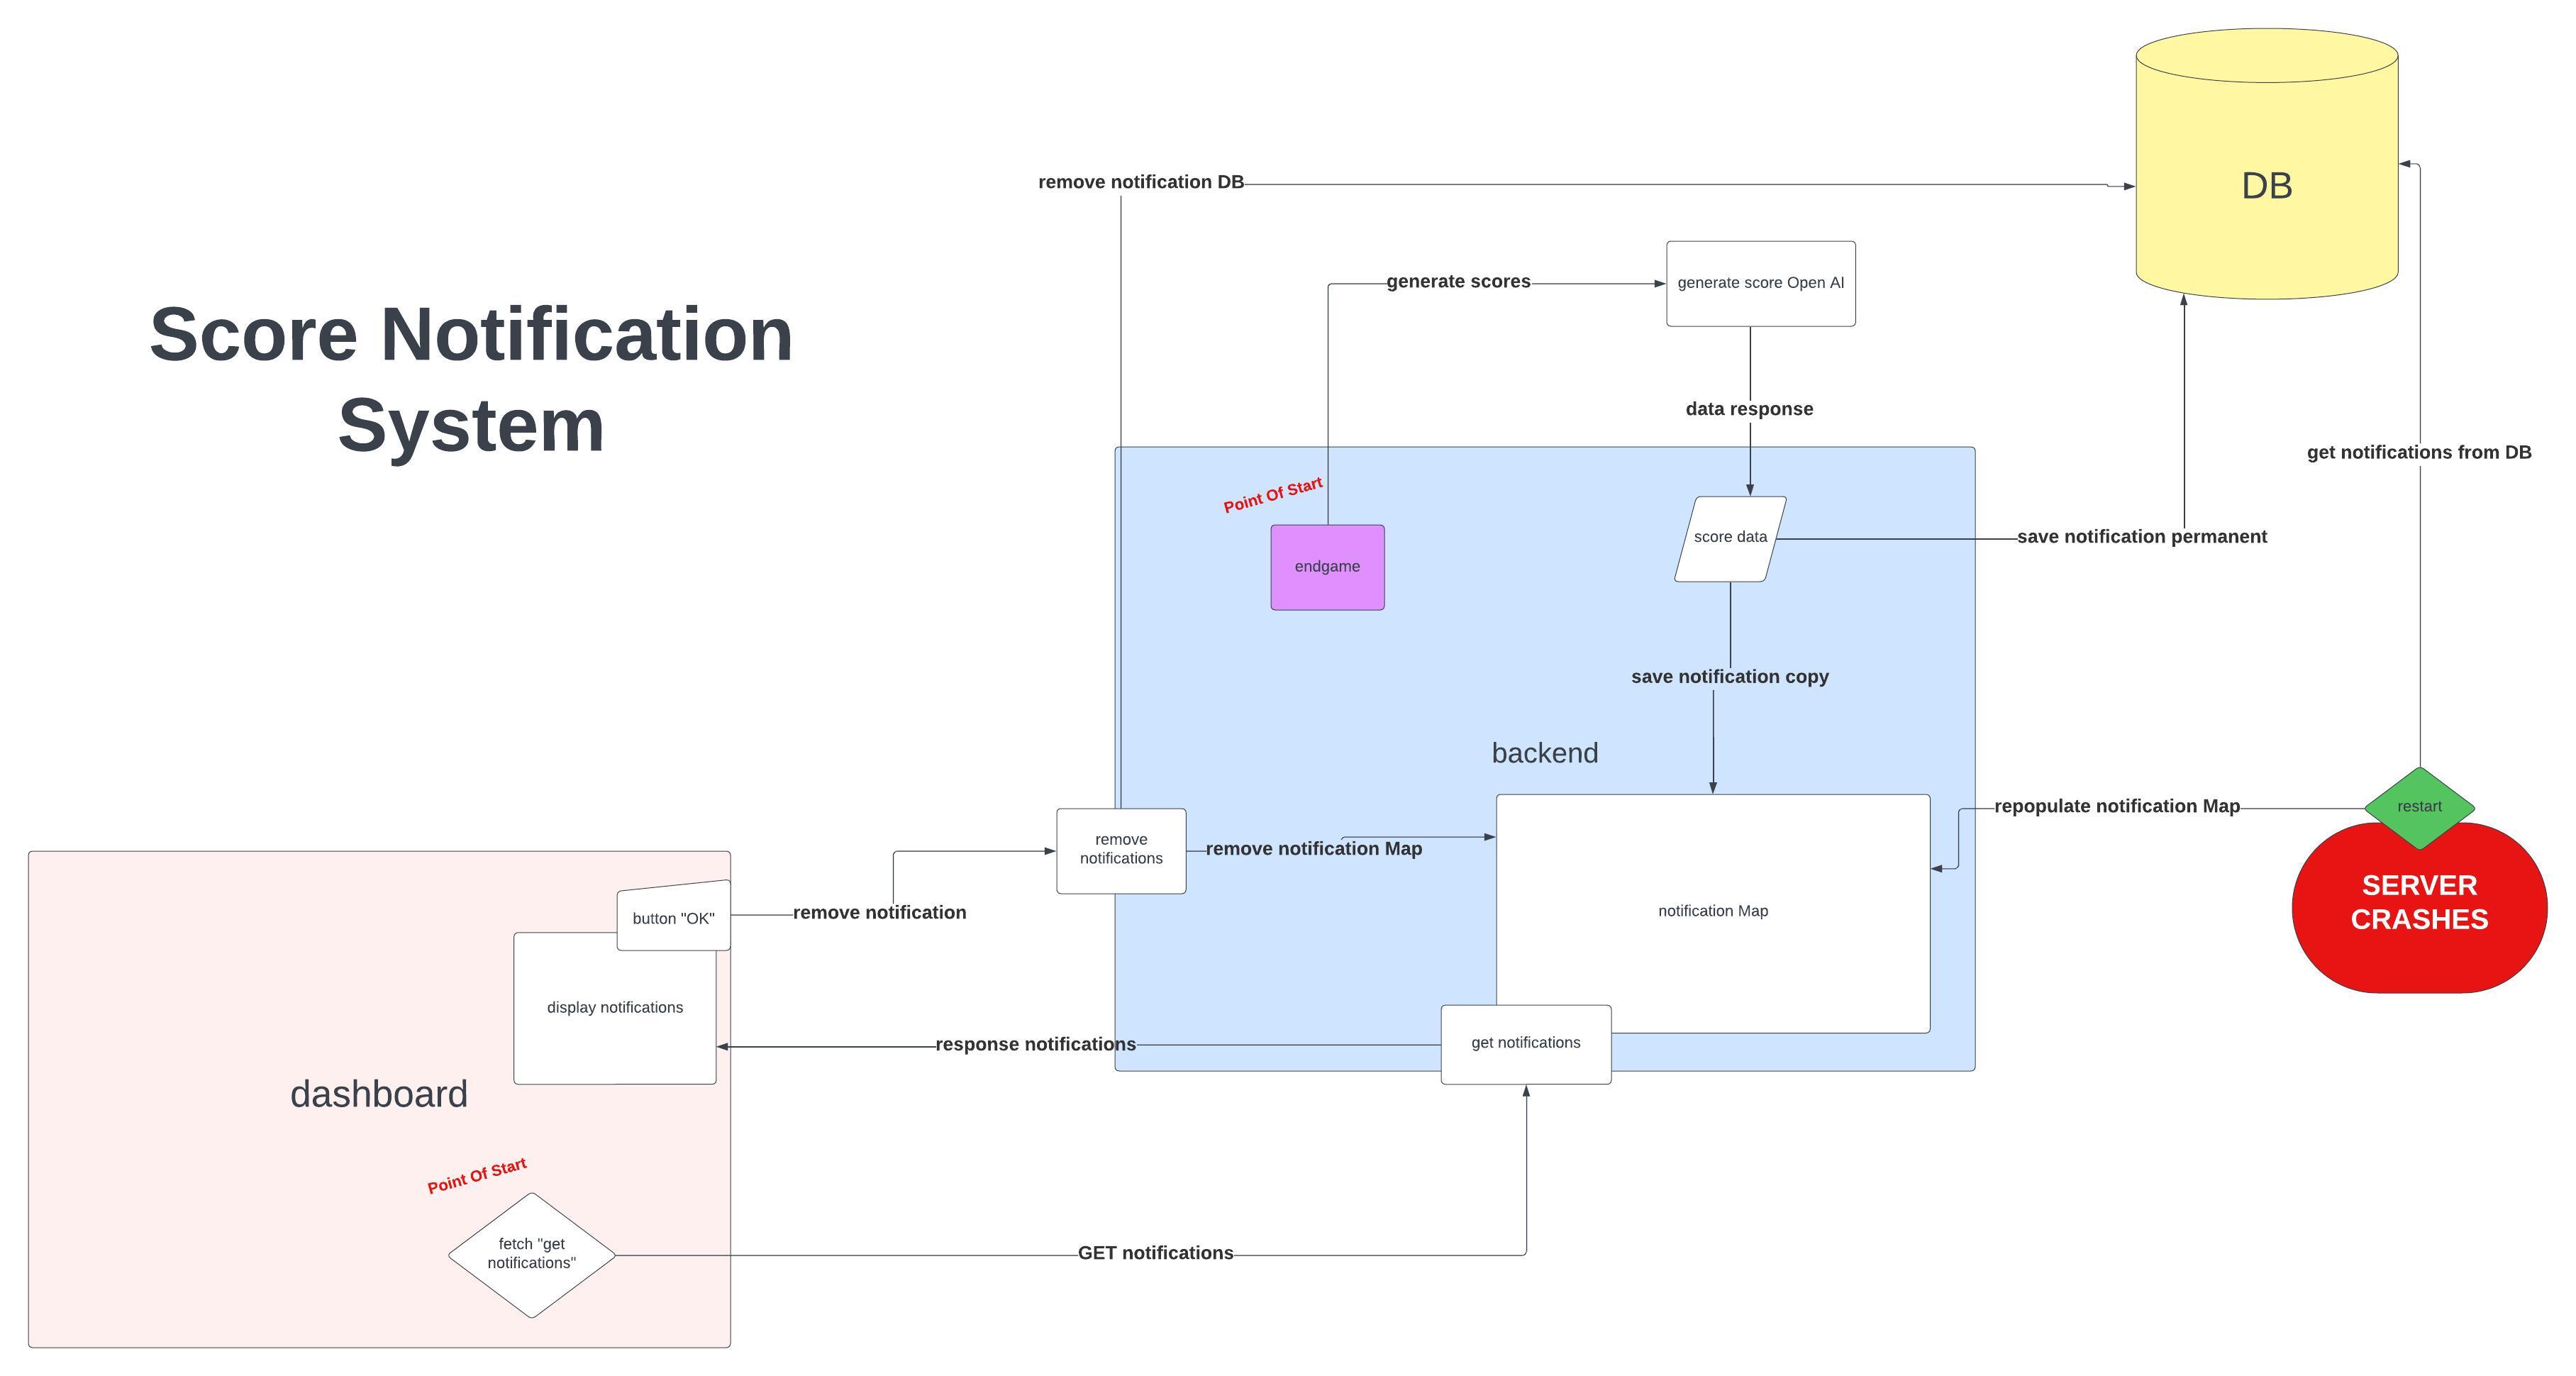 remove notification DB
DB
generate scores
generate score Open AI
Score Notification
System
data response
get notifications from DB
Point Of Start
endgame
score data
save notification permanent
save notification copy
backend
remove
notifications
remove notification Map
repopulate notification Map
restart
SERVER
CRASHES
button "OK"
remove notification
notification Map
display notifications
response notifications
get notifications
dashboard
Point Of Start
fetch "get
notifications"
GET notifications